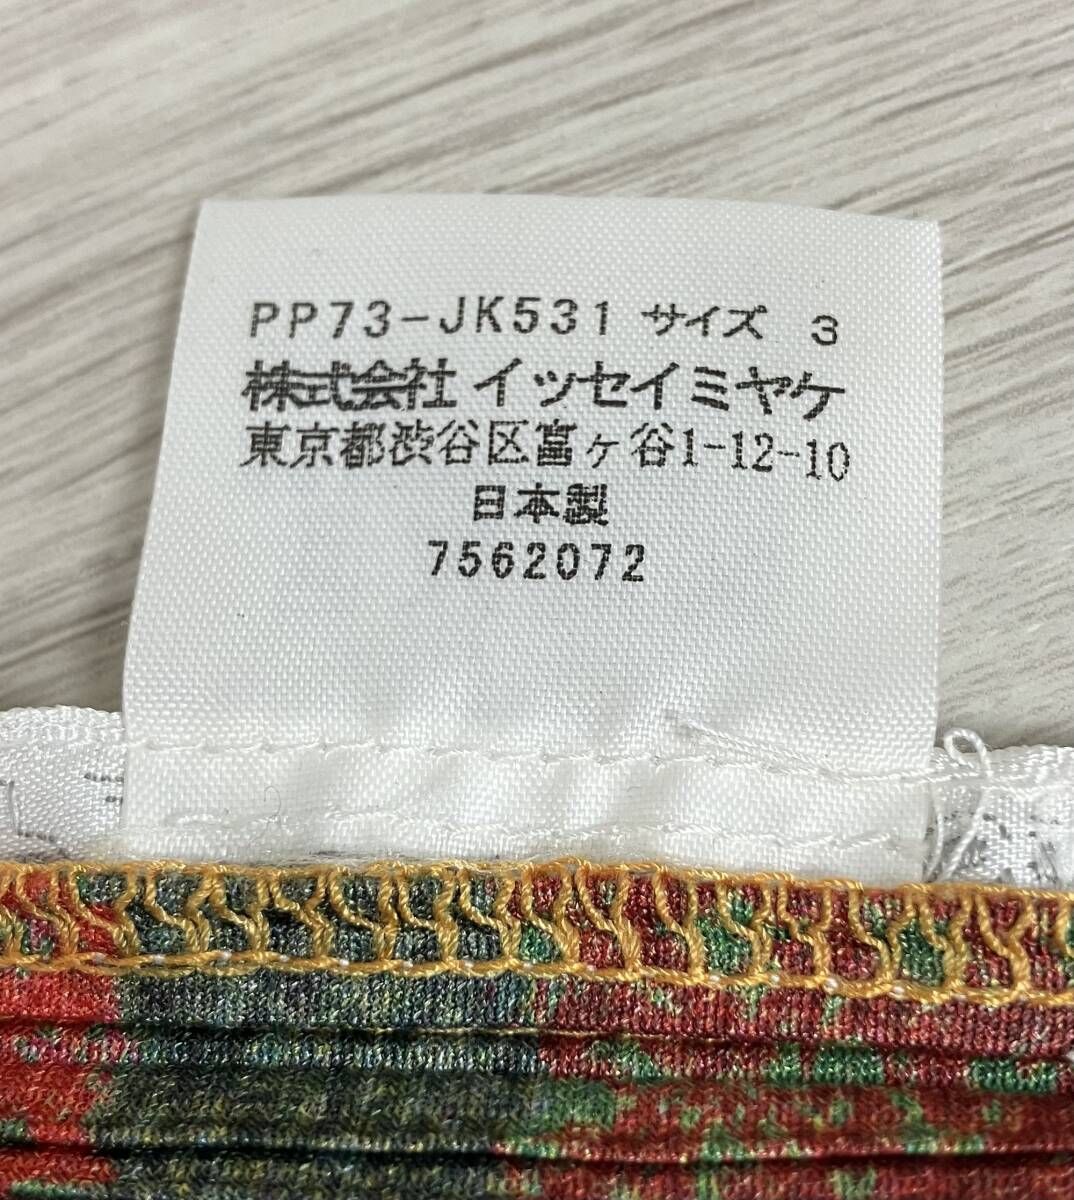 PP73-JK531 サイズ 3
株式会社 イッセイミヤケ
東京都渋谷区富ヶ谷1-12-10
日本製
7562072